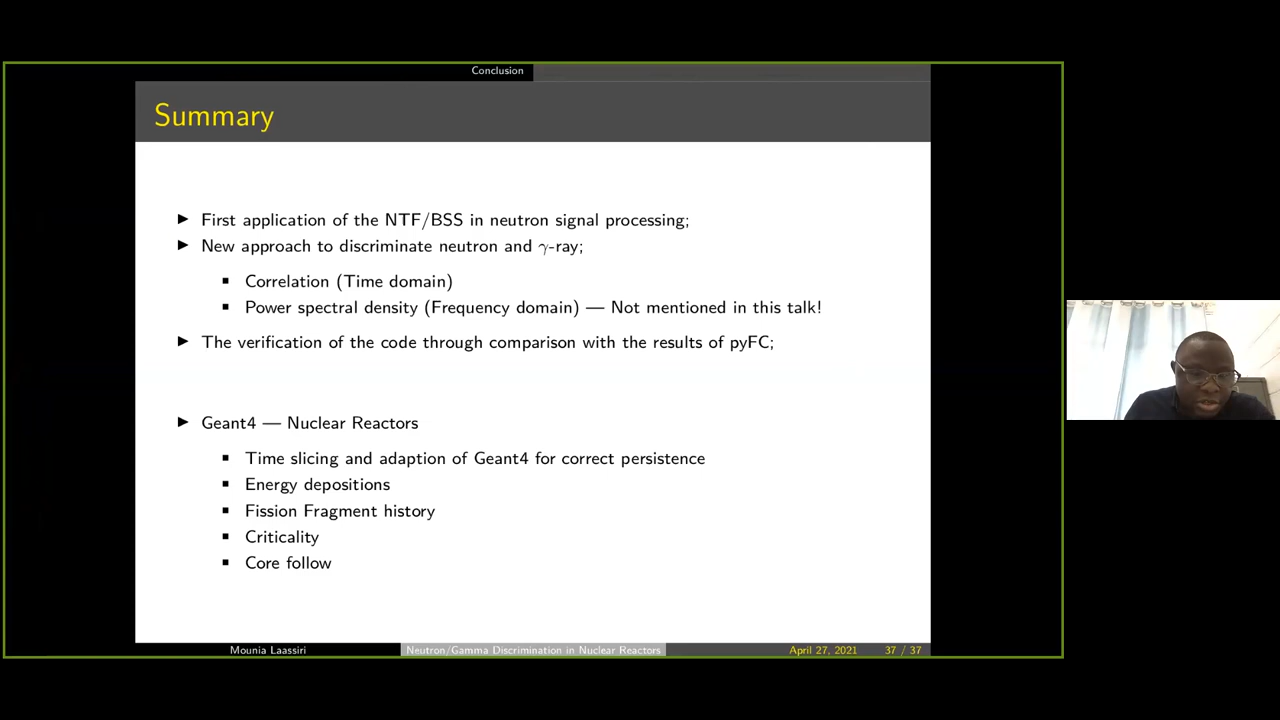 Conclusion
Summary
▶ First application of the NTF/BSS in neutron signal processing;
▶ New approach to discriminate neutron and γ-ray;
▪ Correlation (Time domain)
▪ Power spectral density (Frequency domain) — Not mentioned in this talk!
▶ The verification of the code through comparison with the results of pyFC;
▶ Geant4 — Nuclear Reactors
▪ Time slicing and adaption of Geant4 for correct persistence
▪ Energy depositions
▪ Fission Fragment history
▪ Criticality
▪ Core follow
Mounia Laassiri Neutron/Gamma Discrimination in Nuclear Reactors April 27, 2021 37 / 37